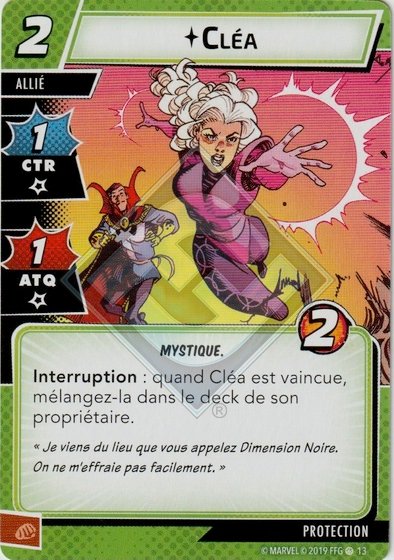 2
Cléa
ALLIÉ
1
CTR
1
ATQ
2
MYSTIQUE.
Interruption : quand Cléa est vaincue,
mélangez-la dans le deck de son
propriétaire.
« Je viens du lieu que vous appelez Dimension Noire.
On ne m'effraie pas facilement. »
®
PROTECTION
© MARVEL © 2019 FFG 13